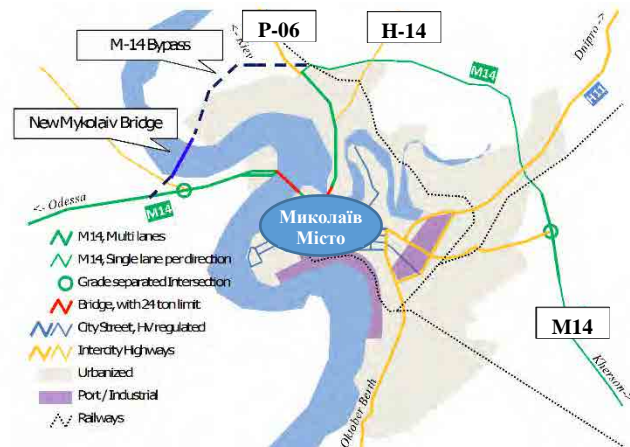 P-06
H-14
M-14 Bypass
<- Kiev
Dnipro ->
M14
H11
New Mykolaiv Bridge
<- Odessa
M14
Миколаїв
Місто
M14, Multi lanes
M14, Single lane per direction
Grade separated Intersection
Bridge, with 24 ton limit
City Street, HV regulated
Intercity Highways
Urbanized
Port / Industrial
Railways
M14
Kherson->
Oktober Berth